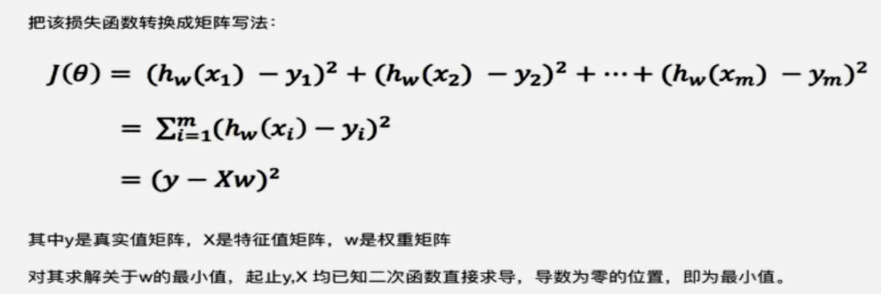 把该损失函数转换成矩阵写法：
J(θ) = (h_w(x_1) − y_1)² + (h_w(x_2) − y_2)² + ⋯ + (h_w(x_m) − y_m)²
= ∑_{i=1}^{m}(h_w(x_i) − y_i)²
= (y − Xw)²
其中y是真实值矩阵，X是特征值矩阵，w是权重矩阵
对其求解关于w的最小值，起止y,X 均已知二次函数直接求导，导数为零的位置，即为最小值。